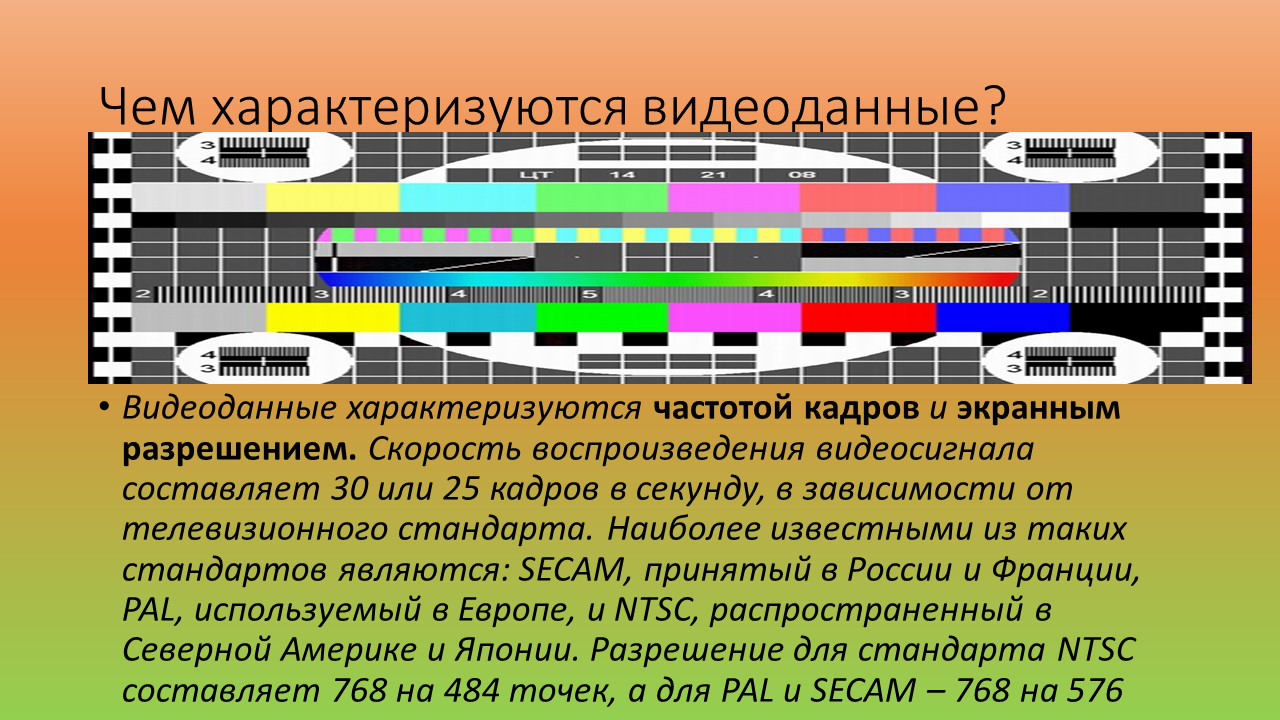 Чем характеризуются видеоданные?
3 3
4 4
ЦТ 14 21 08
2 3 4 5 4 3 2
4 4
3 3
• Видеоданные характеризуются частотой кадров и экранным
разрешением. Скорость воспроизведения видеосигнала
составляет 30 или 25 кадров в секунду, в зависимости от
телевизионного стандарта. Наиболее известными из таких
стандартов являются: SECAM, принятый в России и Франции,
PAL, используемый в Европе, и NTSC, распространенный в
Северной Америке и Японии. Разрешение для стандарта NTSC
составляет 768 на 484 точек, а для PAL и SECAM – 768 на 576